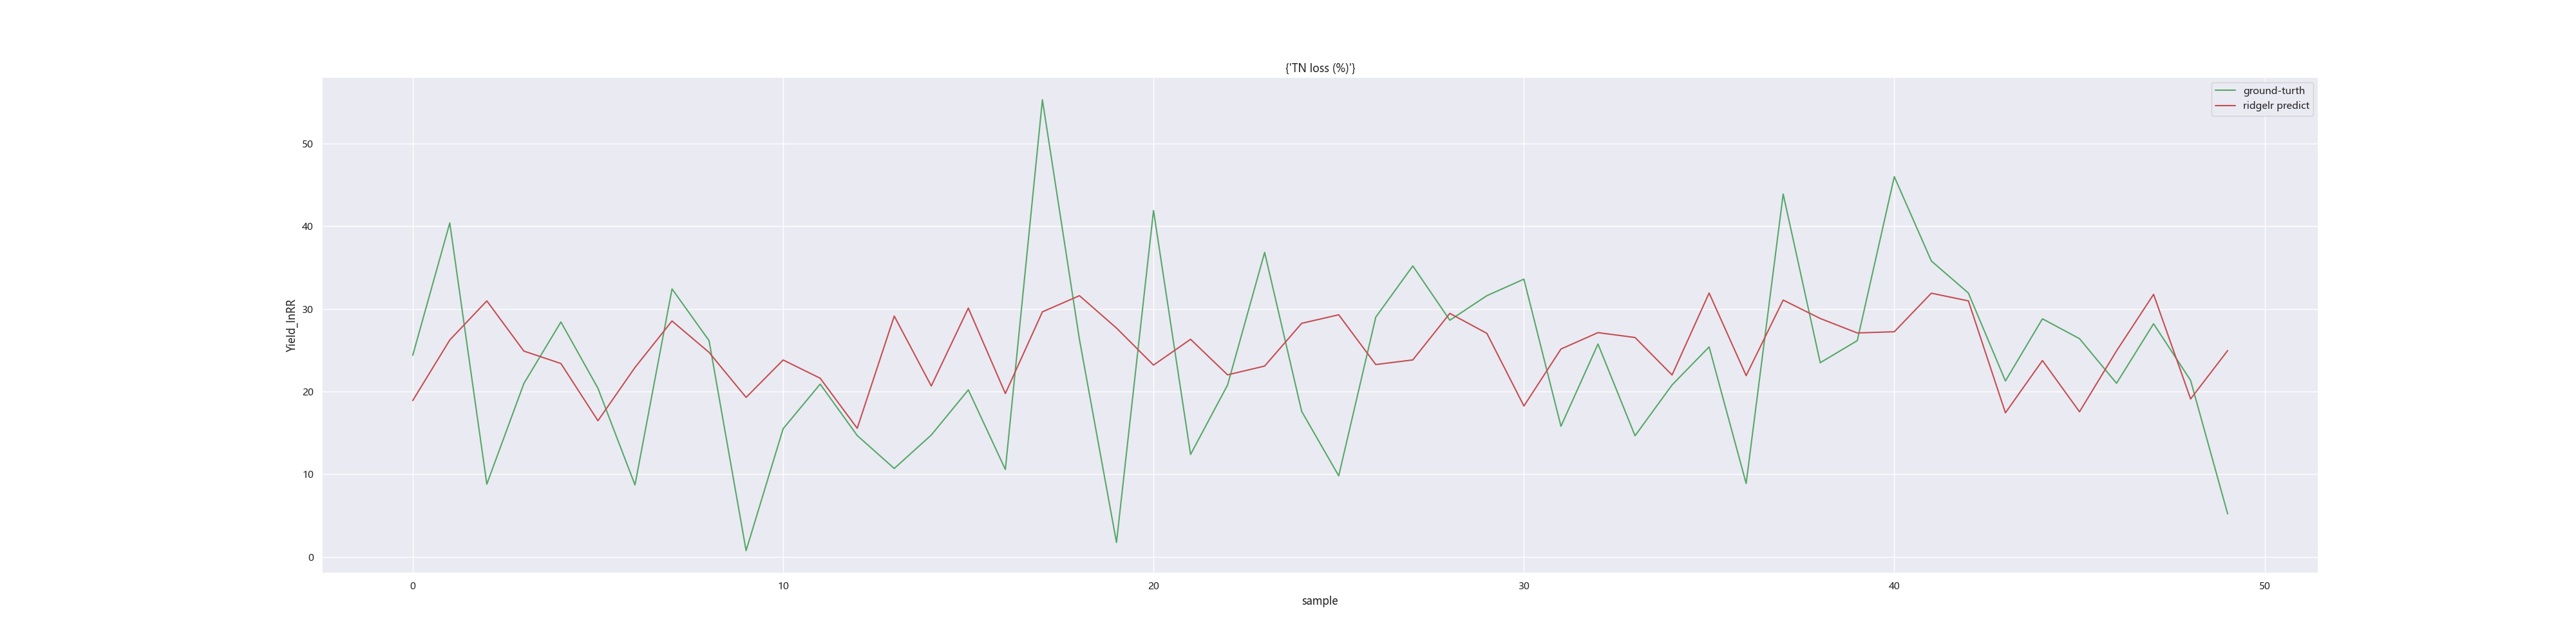 {'TN loss (%)'}
ground-turth
ridgelr predict
Yield_lnRR
50
40
30
20
10
0
0 10 20 30 40 50
sample